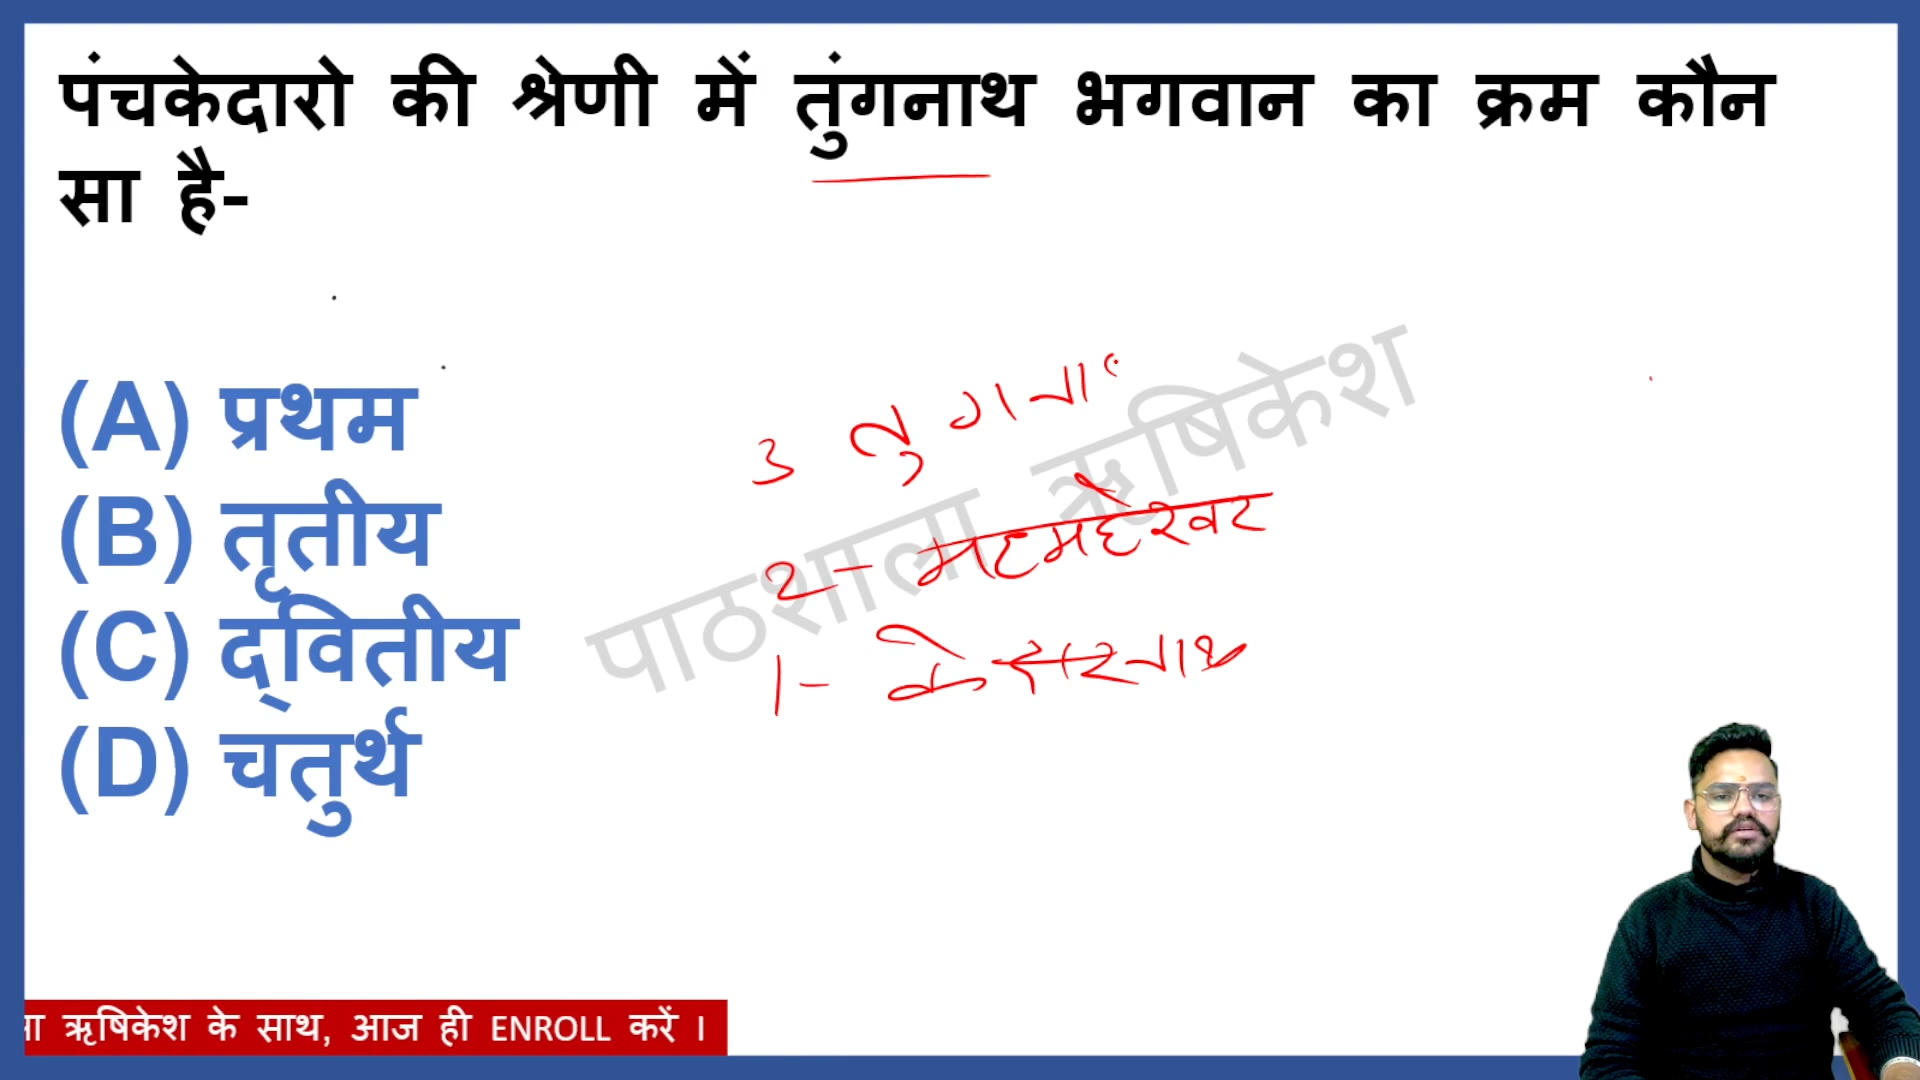 पंचकेदारो की श्रेणी में तुंगनाथ भगवान का क्रम कौन
सा है-
(A) प्रथम
(B) तृतीय
(C) द्वितीय
(D) चतुर्थ
3 तुगना
2- मदमहेश्वर
1- केदारनाथ
पाठशाला ऋषिकेश
ऋषिकेश के साथ, आज ही ENROLL करें ।